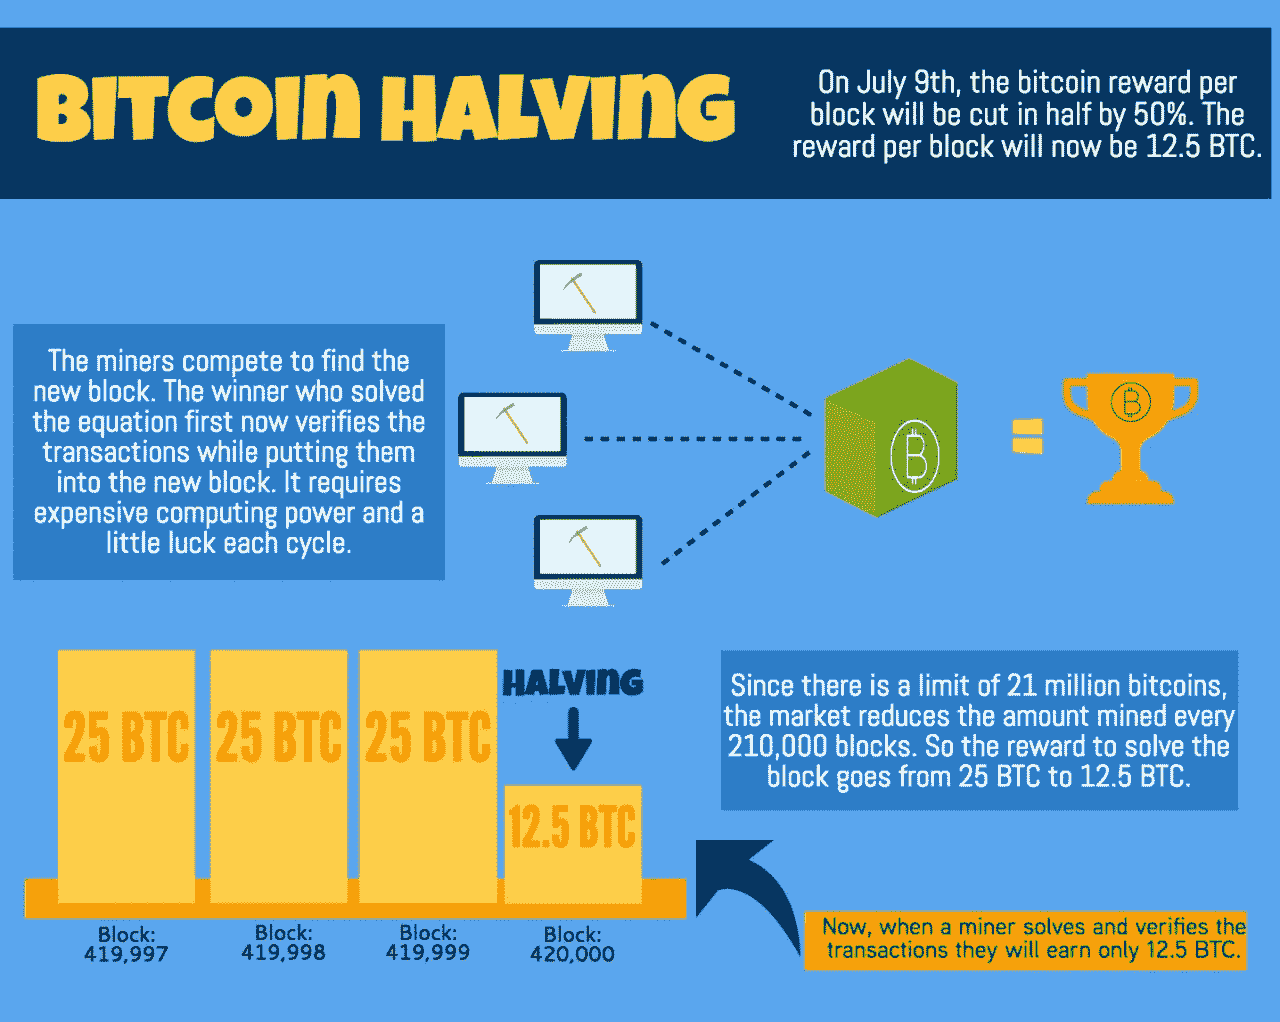 BITCOIN HALVING
On July 9th, the bitcoin reward per
block will be cut in half by 50%. The
reward per block will now be 12.5 BTC.
The miners compete to find the
new block. The winner who solved
the equation first now verifies the
transactions while putting them
into the new block. It requires
expensive computing power and a
little luck each cycle.
25 BTC
25 BTC
25 BTC
HALVING
12.5 BTC
Block:
419,997
Block:
419,998
Block:
419,999
Block:
420,000
Since there is a limit of 21 million bitcoins,
the market reduces the amount mined every
210,000 blocks. So the reward to solve the
block goes from 25 BTC to 12.5 BTC.
Now, when a miner solves and verifies the
transactions they will earn only 12.5 BTC.